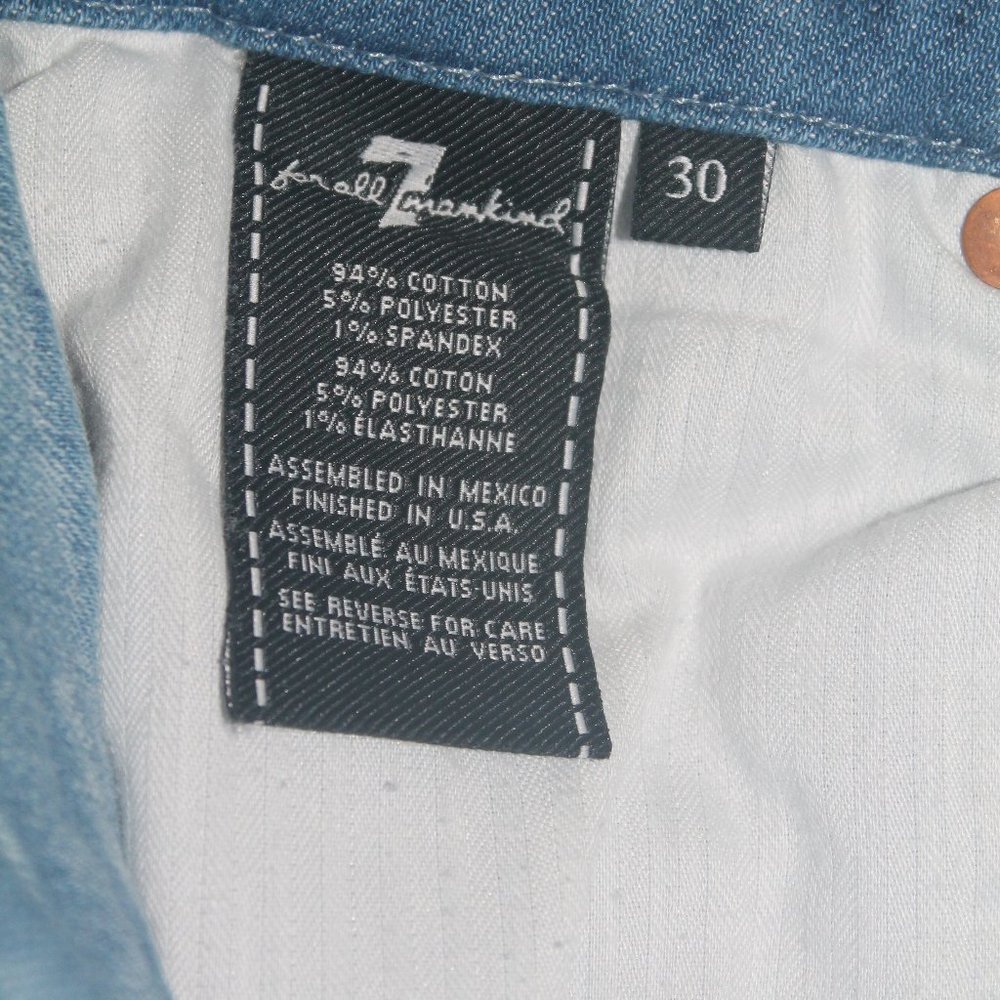 7
for all mankind
30
94% COTTON
5% POLYESTER
1% SPANDEX
94% COTON
5% POLYESTER
1% ÉLASTHANNE
ASSEMBLED IN MEXICO
FINISHED IN U.S.A.
ASSEMBLÉ AU MEXIQUE
FINI AUX ÉTATS-UNIS
SEE REVERSE FOR CARE
ENTRETIEN AU VERSO